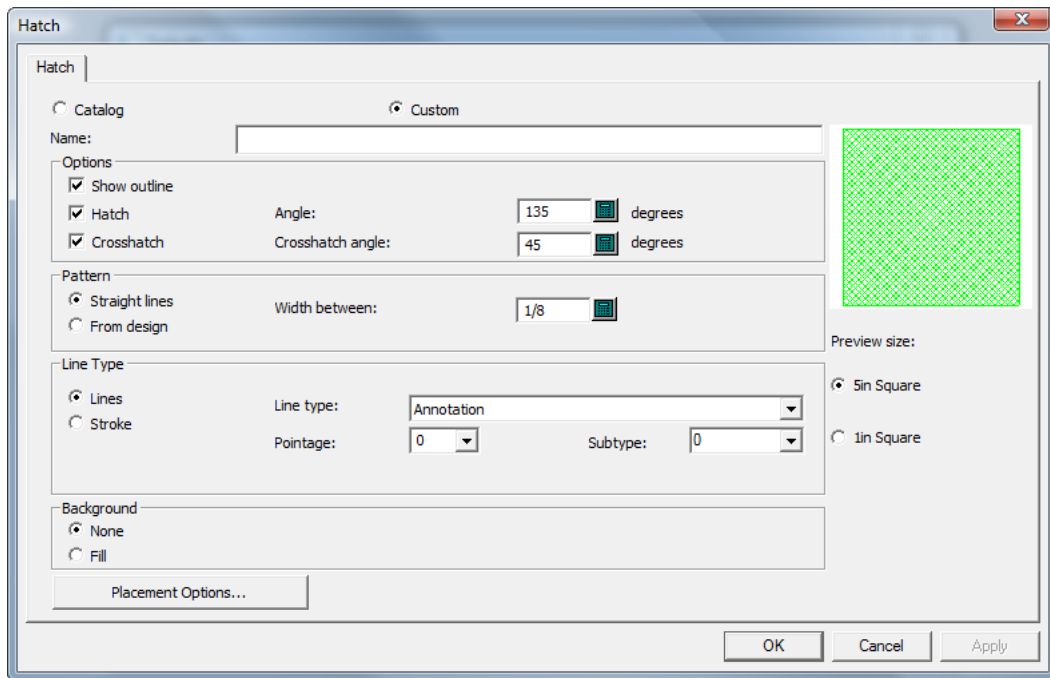 Hatch
Hatch
Catalog Custom
Name:
Options
Show outline
Hatch Angle: 135 degrees
Crosshatch Crosshatch angle: 45 degrees
Pattern
Straight lines Width between: 1/8
From design
Preview size:
Line Type
Lines Line type: Annotation 5in Square
Stroke
Pointage: 0 Subtype: 0 1in Square
Background
None
Fill
Placement Options...
OK Cancel Apply